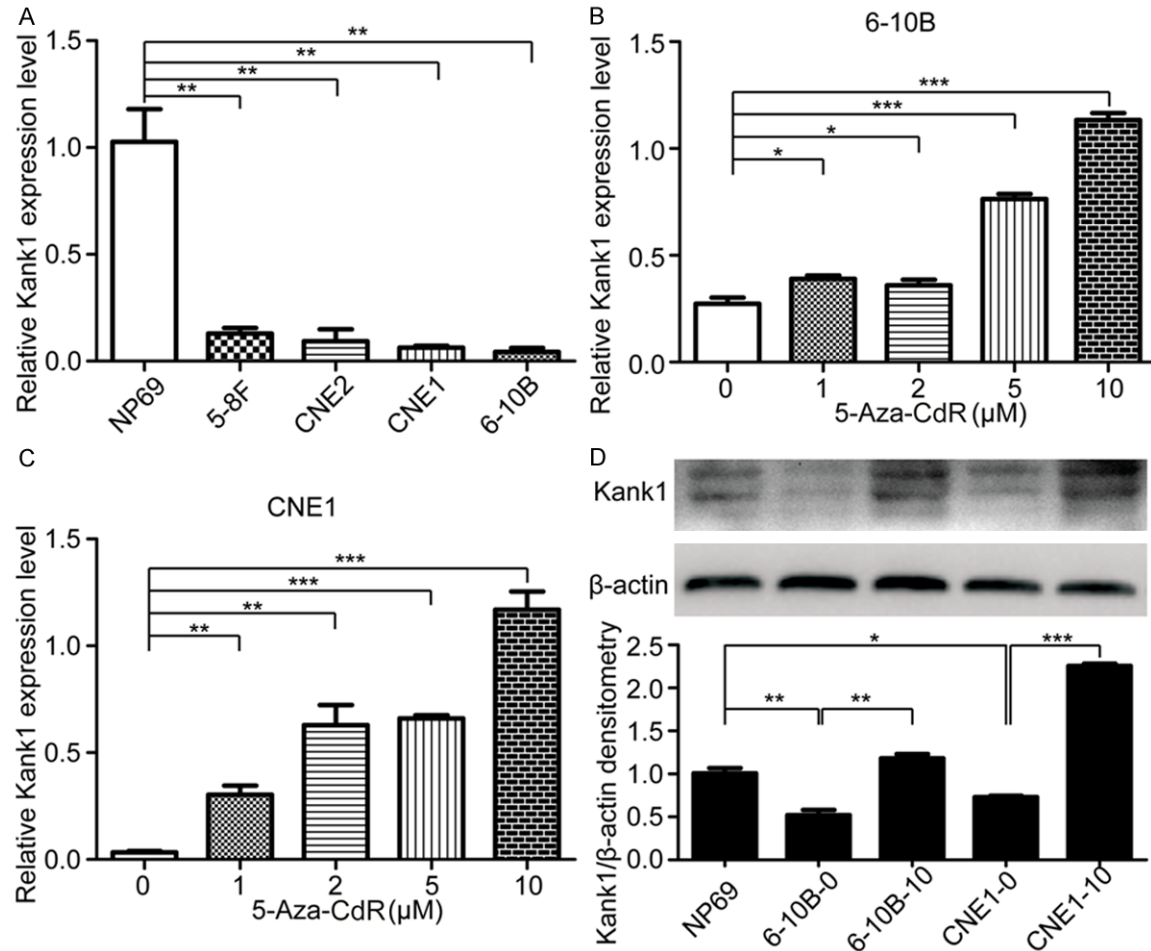 A
Relative Kank1 expression level
1.5
1.0
0.5
0.0
**
**
**
**
NP69
5-8F
CNE2
CNE1
6-10B
B
6-10B
Relative Kank1 expression level
1.5
1.0
0.5
0.0
***
***
*
*
0
1
2
5
10
5-Aza-CdR (μM)
C
CNE1
Relative Kank1 expression level
1.5
1.0
0.5
0.0
***
***
**
**
0
1
2
5
10
5-Aza-CdR (μM)
D
Kank1
β-actin
Kank1/β-actin densitometry
2.5
2.0
1.5
1.0
0.5
0.0
*
***
**
**
NP69
6-10B-0
6-10B-10
CNE1-0
CNE1-10